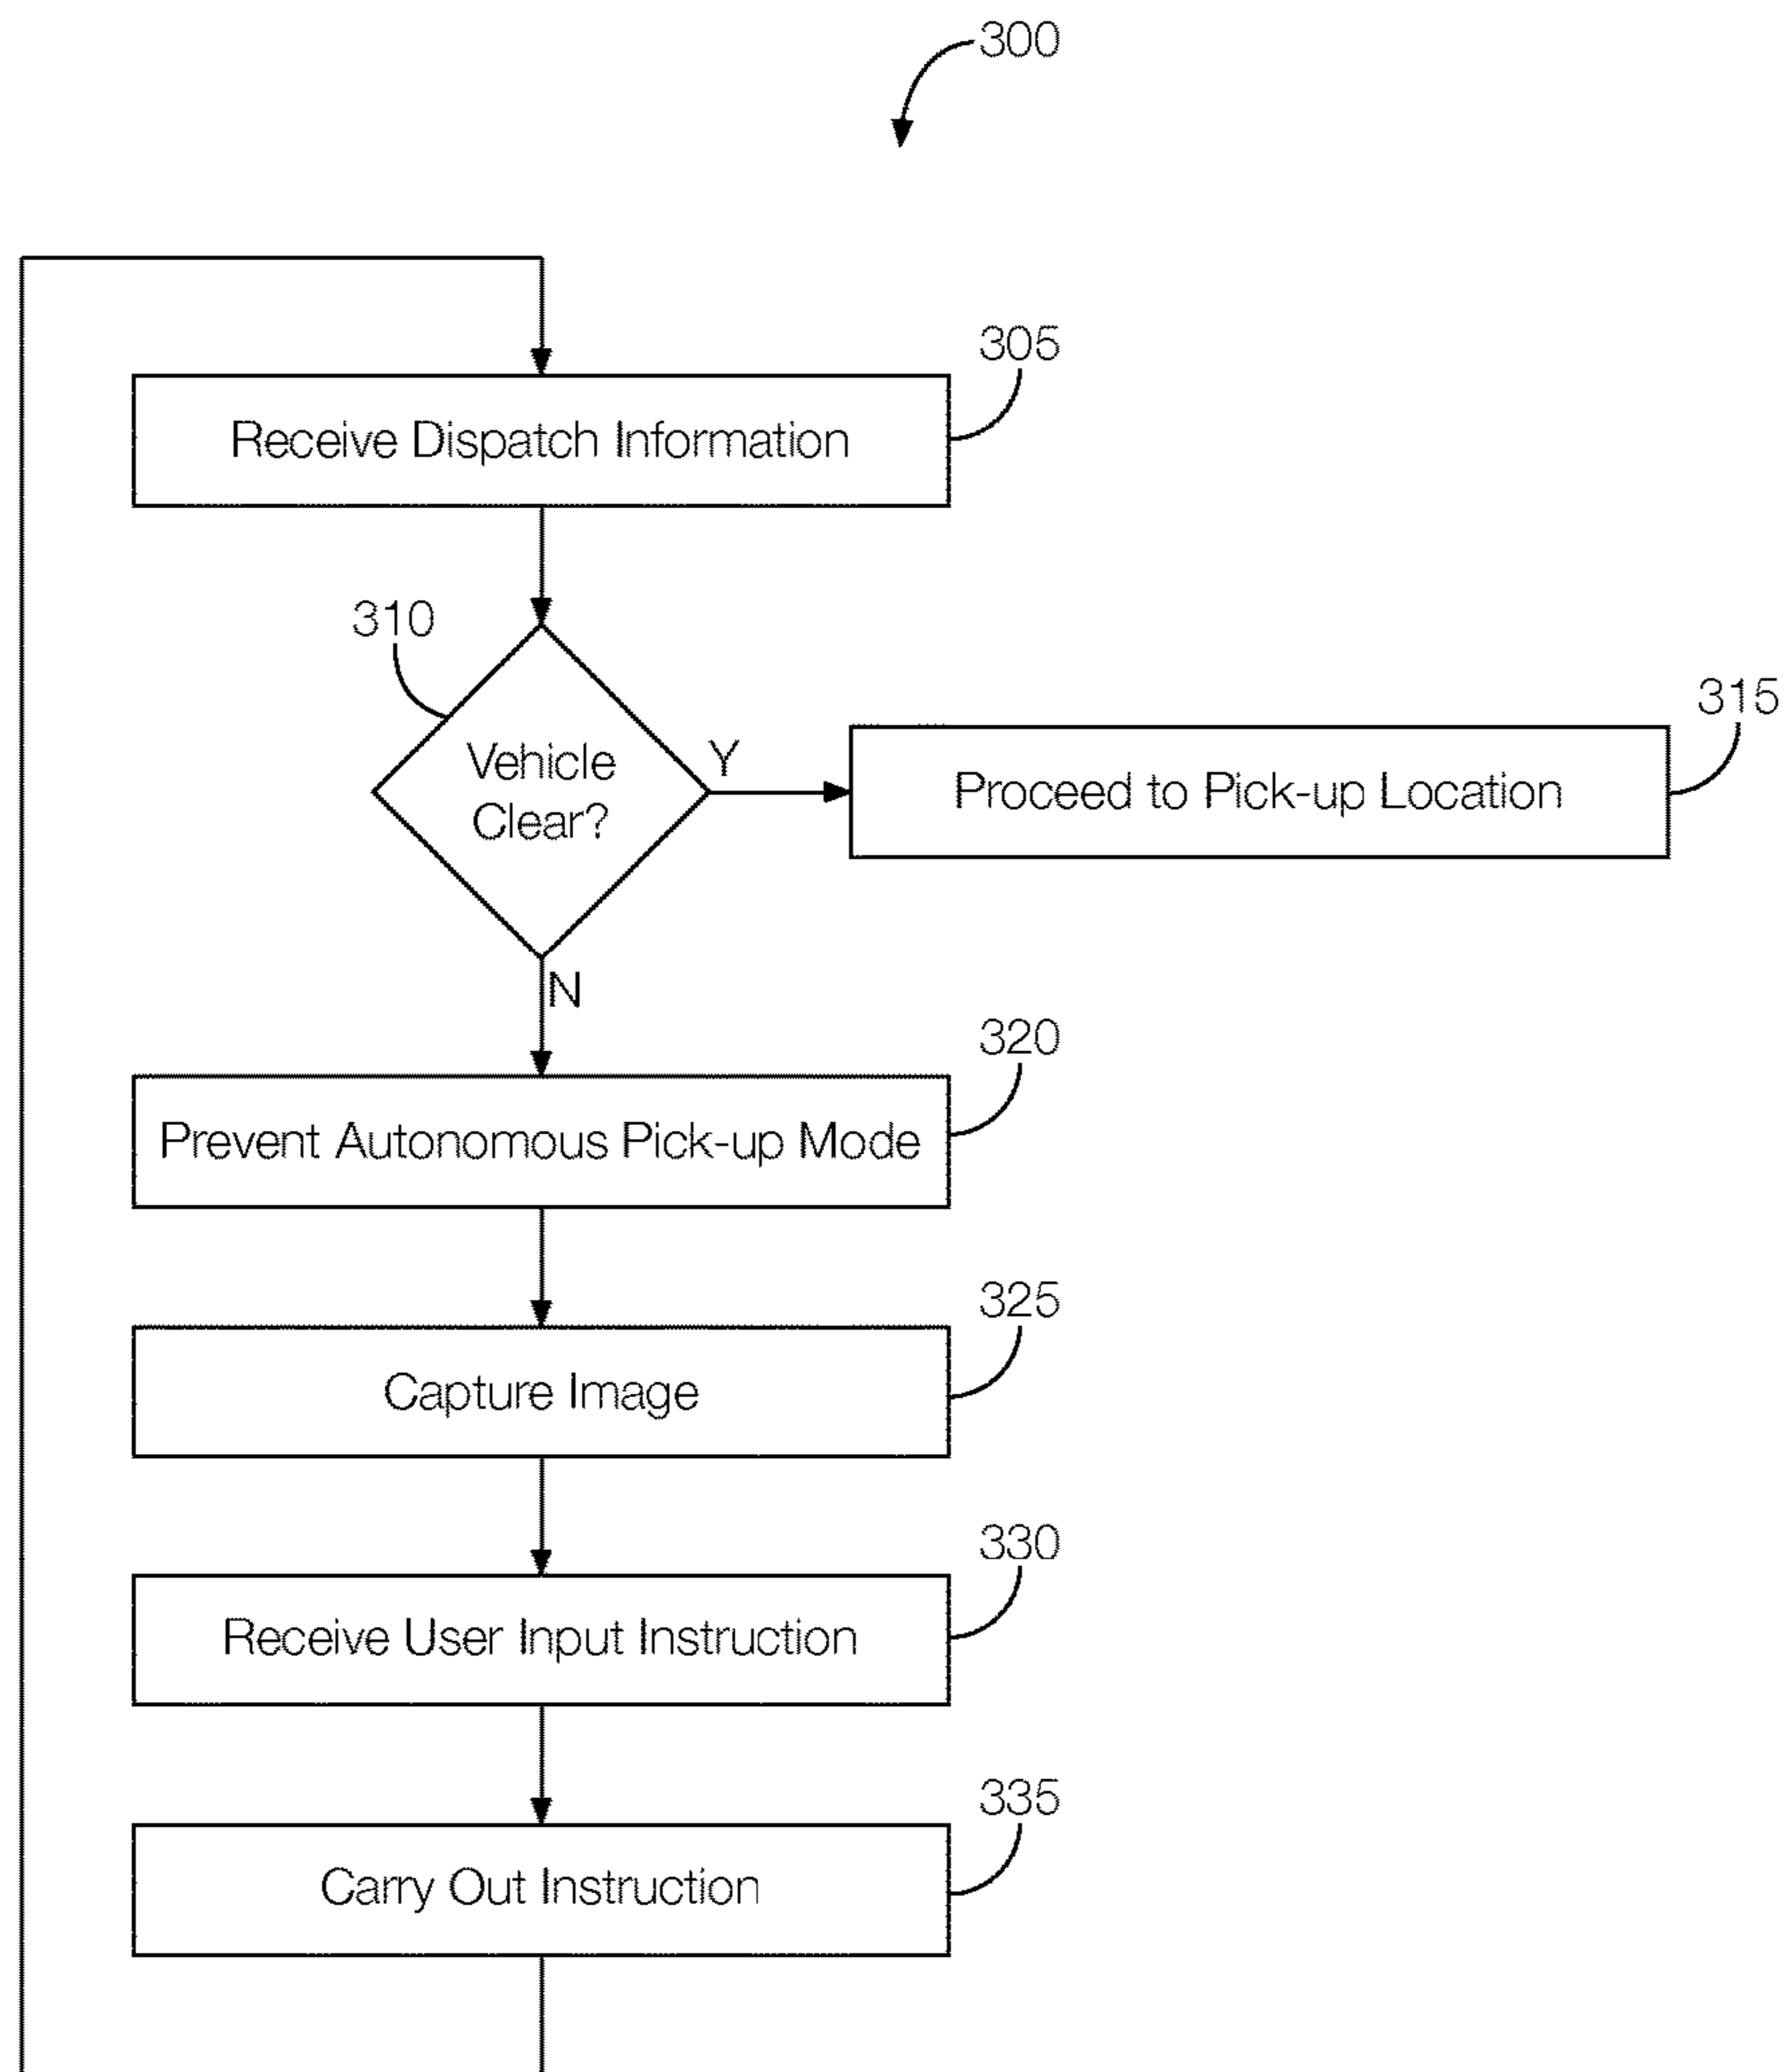 300
305
Receive Dispatch Information
310
Vehicle
Clear?
Y
315
Proceed to Pick-up Location
N
320
Prevent Autonomous Pick-up Mode
325
Capture Image
330
Receive User Input Instruction
335
Carry Out Instruction